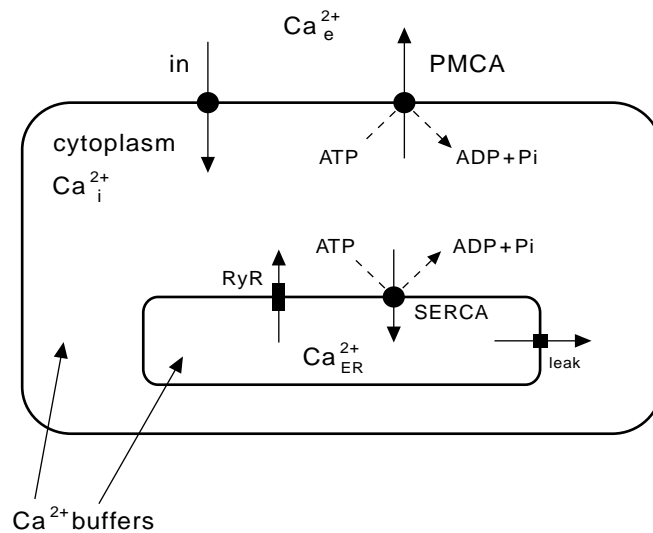 Ca²⁺ₑ
in
PMCA
cytoplasm
ATP
ADP+Pi
Ca²⁺ᵢ
ATP
ADP+Pi
RyR
SERCA
Ca²⁺ER
leak
Ca²⁺ buffers